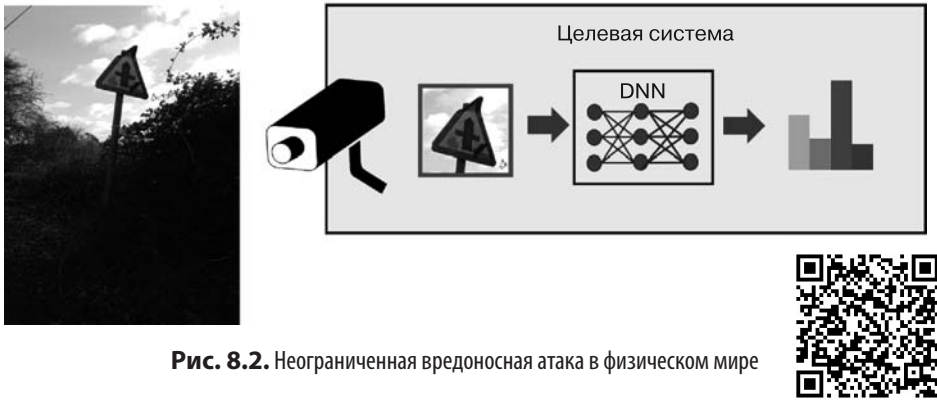 Целевая система
DNN
Рис. 8.2. Неограниченная вредоносная атака в физическом мире